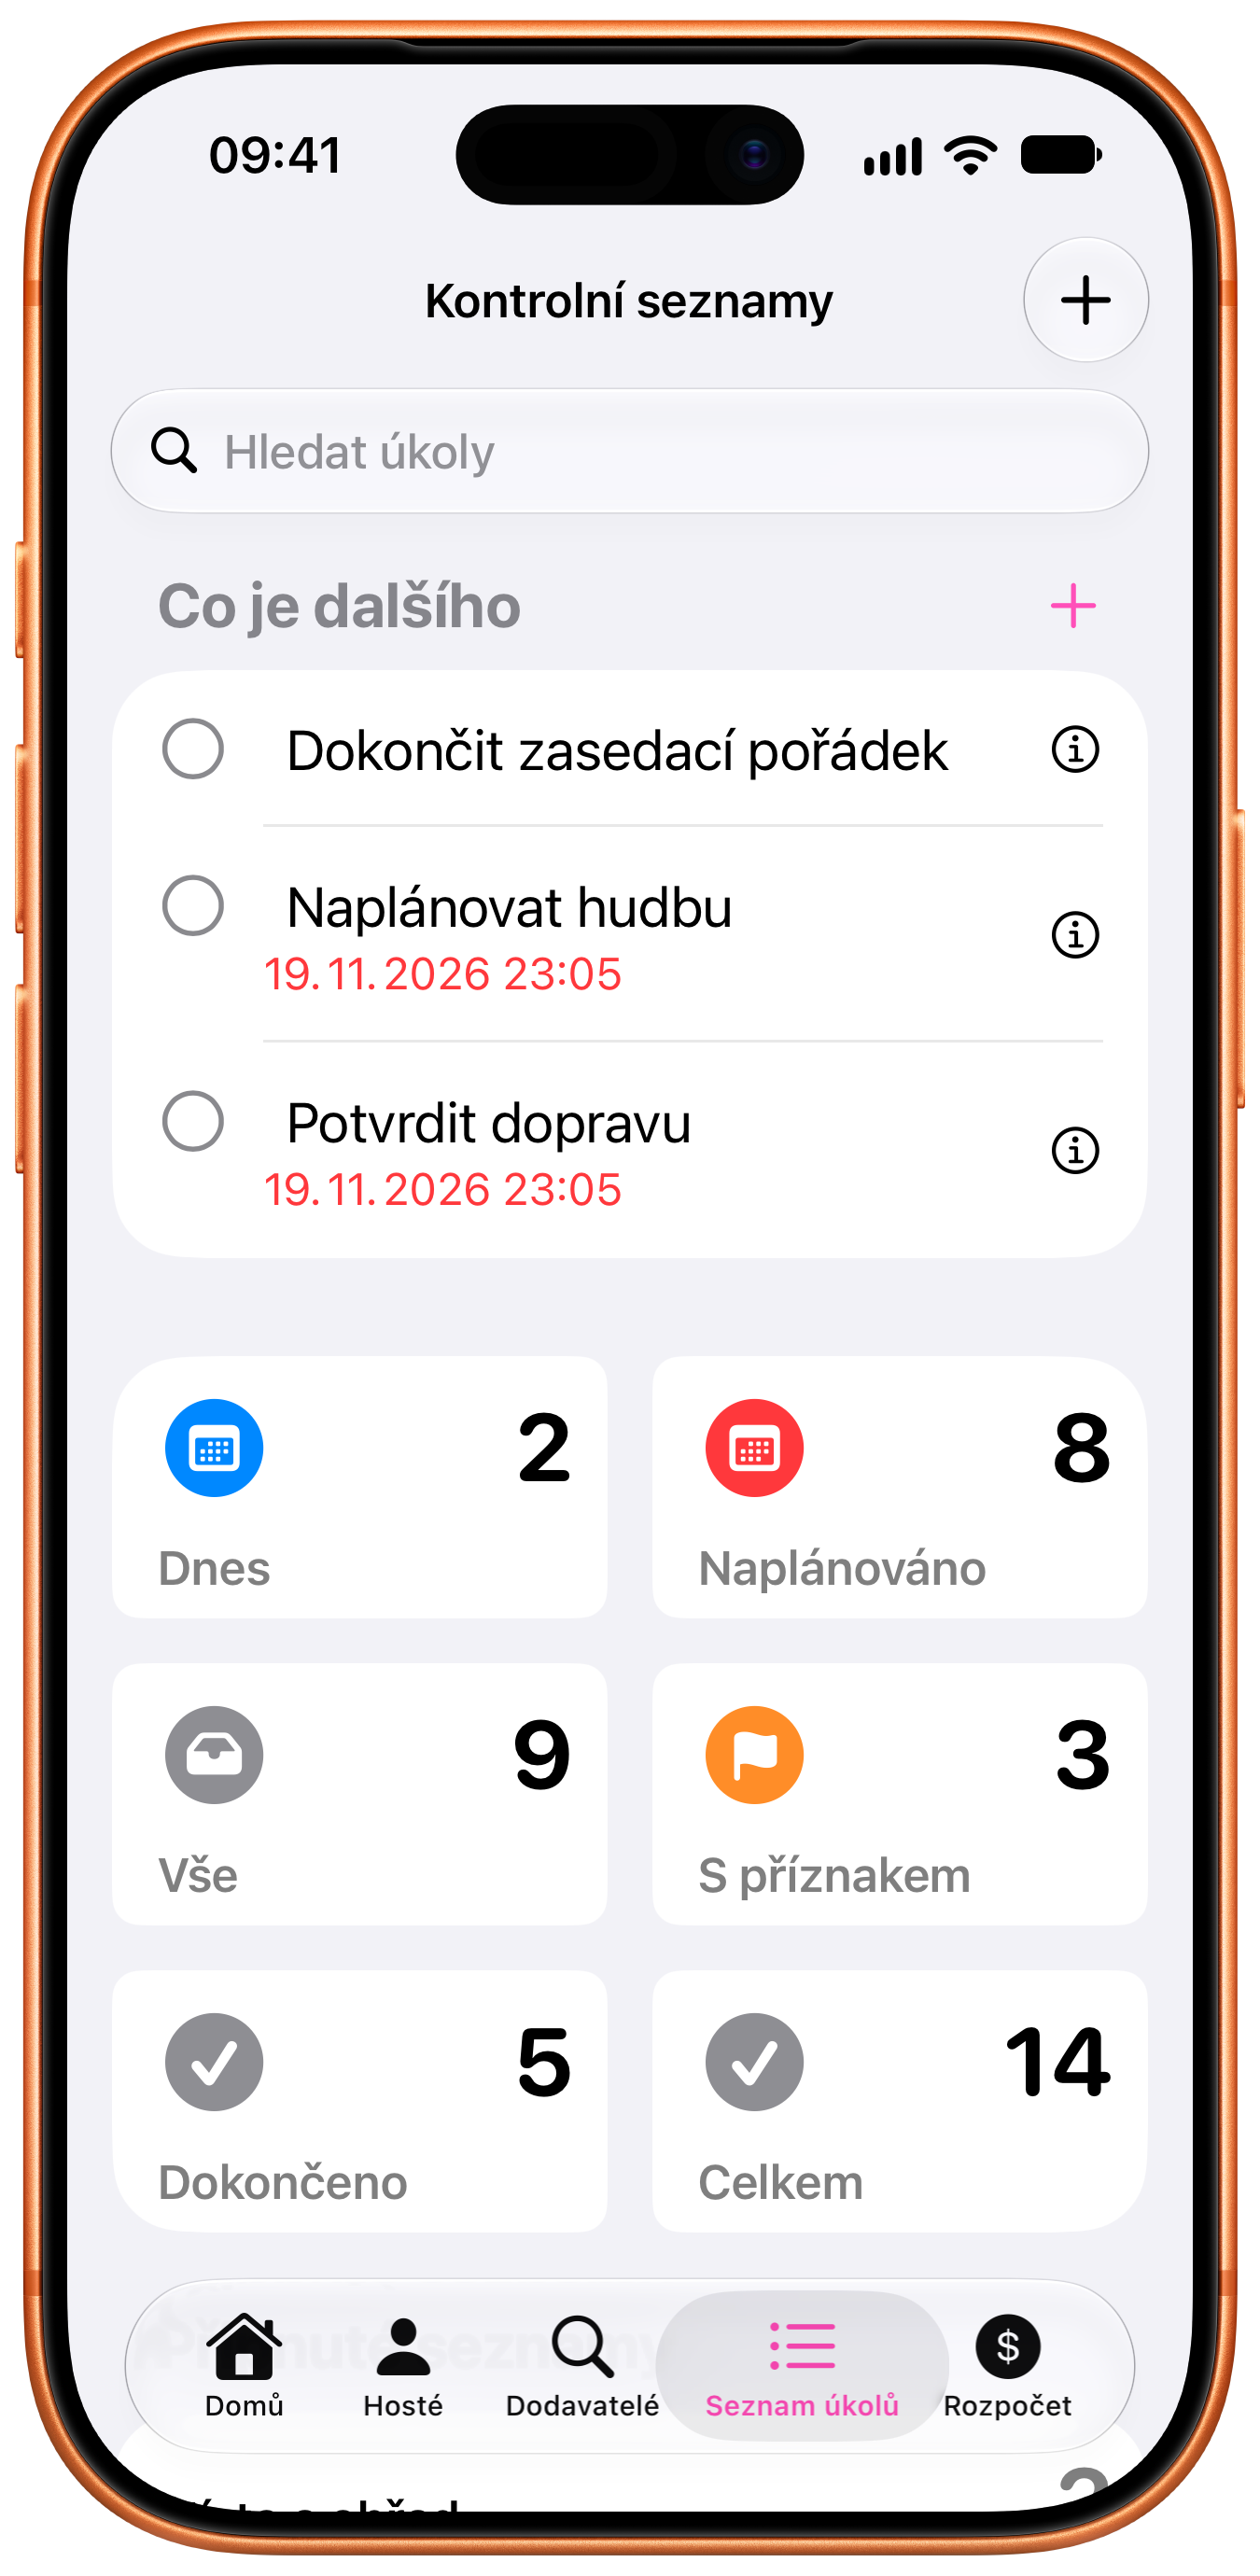 09:41
Kontrolní seznamy
Hledat úkoly
Co je dalšího
Dokončit zasedací pořádek
Naplánovat hudbu
19. 11. 2026 23:05
Potvrdit dopravu
19. 11. 2026 23:05
2
Dnes
8
Naplánováno
9
Vše
3
S příznakem
5
Dokončeno
14
Celkem
seznamy
Domů
Hosté
Dodavatelé
Seznam úkolů
$
Rozpočet